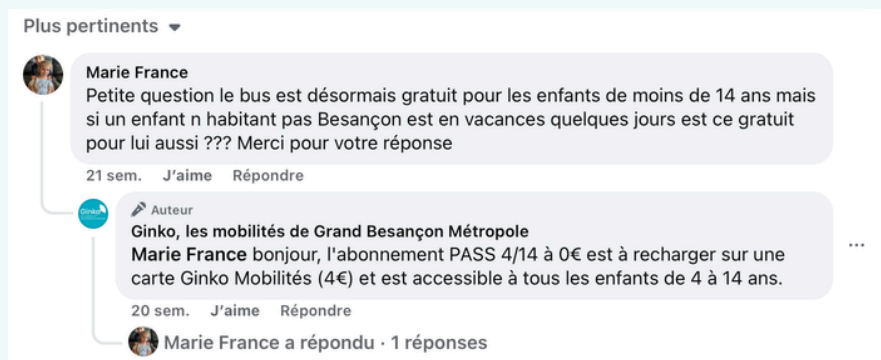 Plus pertinents
Marie France
Petite question le bus est désormais gratuit pour les enfants de moins de 14 ans mais
si un enfant n habitant pas Besançon est en vacances quelques jours est ce gratuit
pour lui aussi ??? Merci pour votre réponse
21 sem. J'aime Répondre
Ginko
Auteur
Ginko, les mobilités de Grand Besançon Métropole
Marie France bonjour, l'abonnement PASS 4/14 à 0€ est à recharger sur une
carte Ginko Mobilités (4€) et est accessible à tous les enfants de 4 à 14 ans.
20 sem. J'aime Répondre
Marie France a répondu · 1 réponses